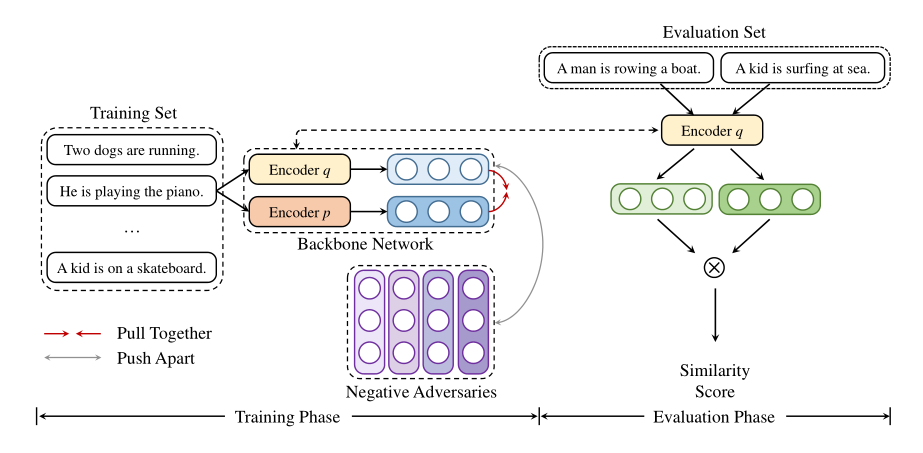 Evaluation Set
A man is rowing a boat.
A kid is surfing at sea.
Encoder q
Training Set
Two dogs are running.
He is playing the piano.
...
A kid is on a skateboard.
Encoder q
Encoder p
Backbone Network
Negative Adversaries
Pull Together
Push Apart
Similarity
Score
Training Phase
Evaluation Phase